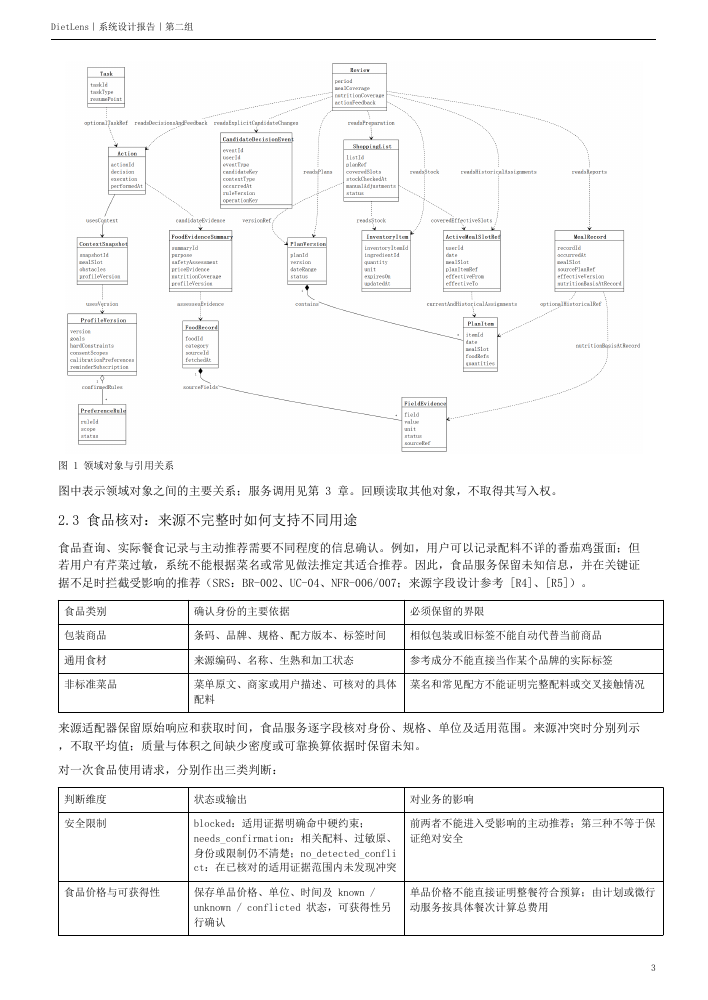 DietLens | 系统设计报告 | 第二组
Task
taskId
taskType
resumePoint
Review
period
mealCoverage
nutritionCoverage
actionFeedback
optionalTaskRef
readsDecisionsAndFeedback
readsExplicitCandidateChanges
readsPreparation
Action
actionId
decision
execution
performedAt
CandidateDecisionEvent
eventId
userId
eventType
candidateKey
contextType
occurredAt
ruleVersion
operationKey
ShoppingList
listId
planRef
coveredSlots
stockCheckedAt
manualAdjustments
status
readsPlans
readsStock
readsHistoricalAssignments
readsReports
usesContext
candidateEvidence
versionRef
readsStock
coveredEffectiveSlots
ContextSnapshot
snapshotId
mealSlot
obstacles
profileVersion
FoodEvidenceSummary
summaryId
purpose
safetyAssessment
priceEvidence
nutritionCoverage
profileVersion
PlanVersion
planId
version
dateRange
status
InventoryItem
inventoryItemId
ingredientId
quantity
unit
expiresOn
updatedAt
ActiveMealSlotRef
userId
date
mealSlot
planItemRef
effectiveFrom
effectiveTo
MealRecord
recordId
occurredAt
mealSlot
sourcePlanRef
effectiveVersion
nutritionBasisAtRecord
usesVersion
assessesEvidence
contains
currentAndHistoricalAssignments
optionalHistoricalRef
ProfileVersion
version
goals
hardConstraints
consentScopes
calibrationPreferences
reminderSubscription
FoodRecord
foodId
category
sourceId
fetchedAt
PlanItem
itemId
date
mealSlot
foodRefs
quantities
nutritionBasisAtRecord
confirmedRules
sourceFields
PreferenceRule
ruleId
scope
status
FieldEvidence
field
value
unit
status
sourceRef
图 1 领域对象与引用关系
图中表示领域对象之间的主要关系；服务调用见第 3 章。回顾读取其他对象，不取得其写入权。
2.3 食品核对：来源不完整时如何支持不同用途
食品查询、实际餐食记录与主动推荐需要不同程度的信息确认。例如，用户可以记录配料不详的番茄鸡蛋面；但
若用户有芹菜过敏，系统不能根据菜名或常见做法推定其适合推荐。因此，食品服务保留未知信息，并在关键证
据不足时拦截受影响的推荐（SRS：BR-002、UC-04、NFR-006/007；来源字段设计参考 [R4]、[R5]）。
食品类别 确认身份的主要依据 必须保留的界限
包装商品 条码、品牌、规格、配方版本、标签时间 相似包装或旧标签不能自动代替当前商品
通用食材 来源编码、名称、生熟和加工状态 参考成分不能直接当作某个品牌的实际标签
非标准菜品 菜单原文、商家或用户描述、可核对的具体 菜名和常见配方不能证明完整配料或交叉接触情况
配料
来源适配器保留原始响应和获取时间，食品服务逐字段核对身份、规格、单位及适用范围。来源冲突时分别列示
，不取平均值；质量与体积之间缺少密度或可靠换算依据时保留未知。
对一次食品使用请求，分别作出三类判断：
判断维度 状态或输出 对业务的影响
安全限制 blocked：适用证据明确命中硬约束； 前两者不能进入受影响的主动推荐；第三种不等于保
needs_confirmation：相关配料、过敏原、 证绝对安全
身份或限制仍不清楚；no_detected_confli
ct：在已核对的适用证据范围内未发现冲突
食品价格与可获得性 保存单品价格、单位、时间及 known / 单品价格不能直接证明整餐符合预算；由计划或微行
unknown / conflicted 状态，可获得性另 动服务按具体餐次计算总费用
行确认
3